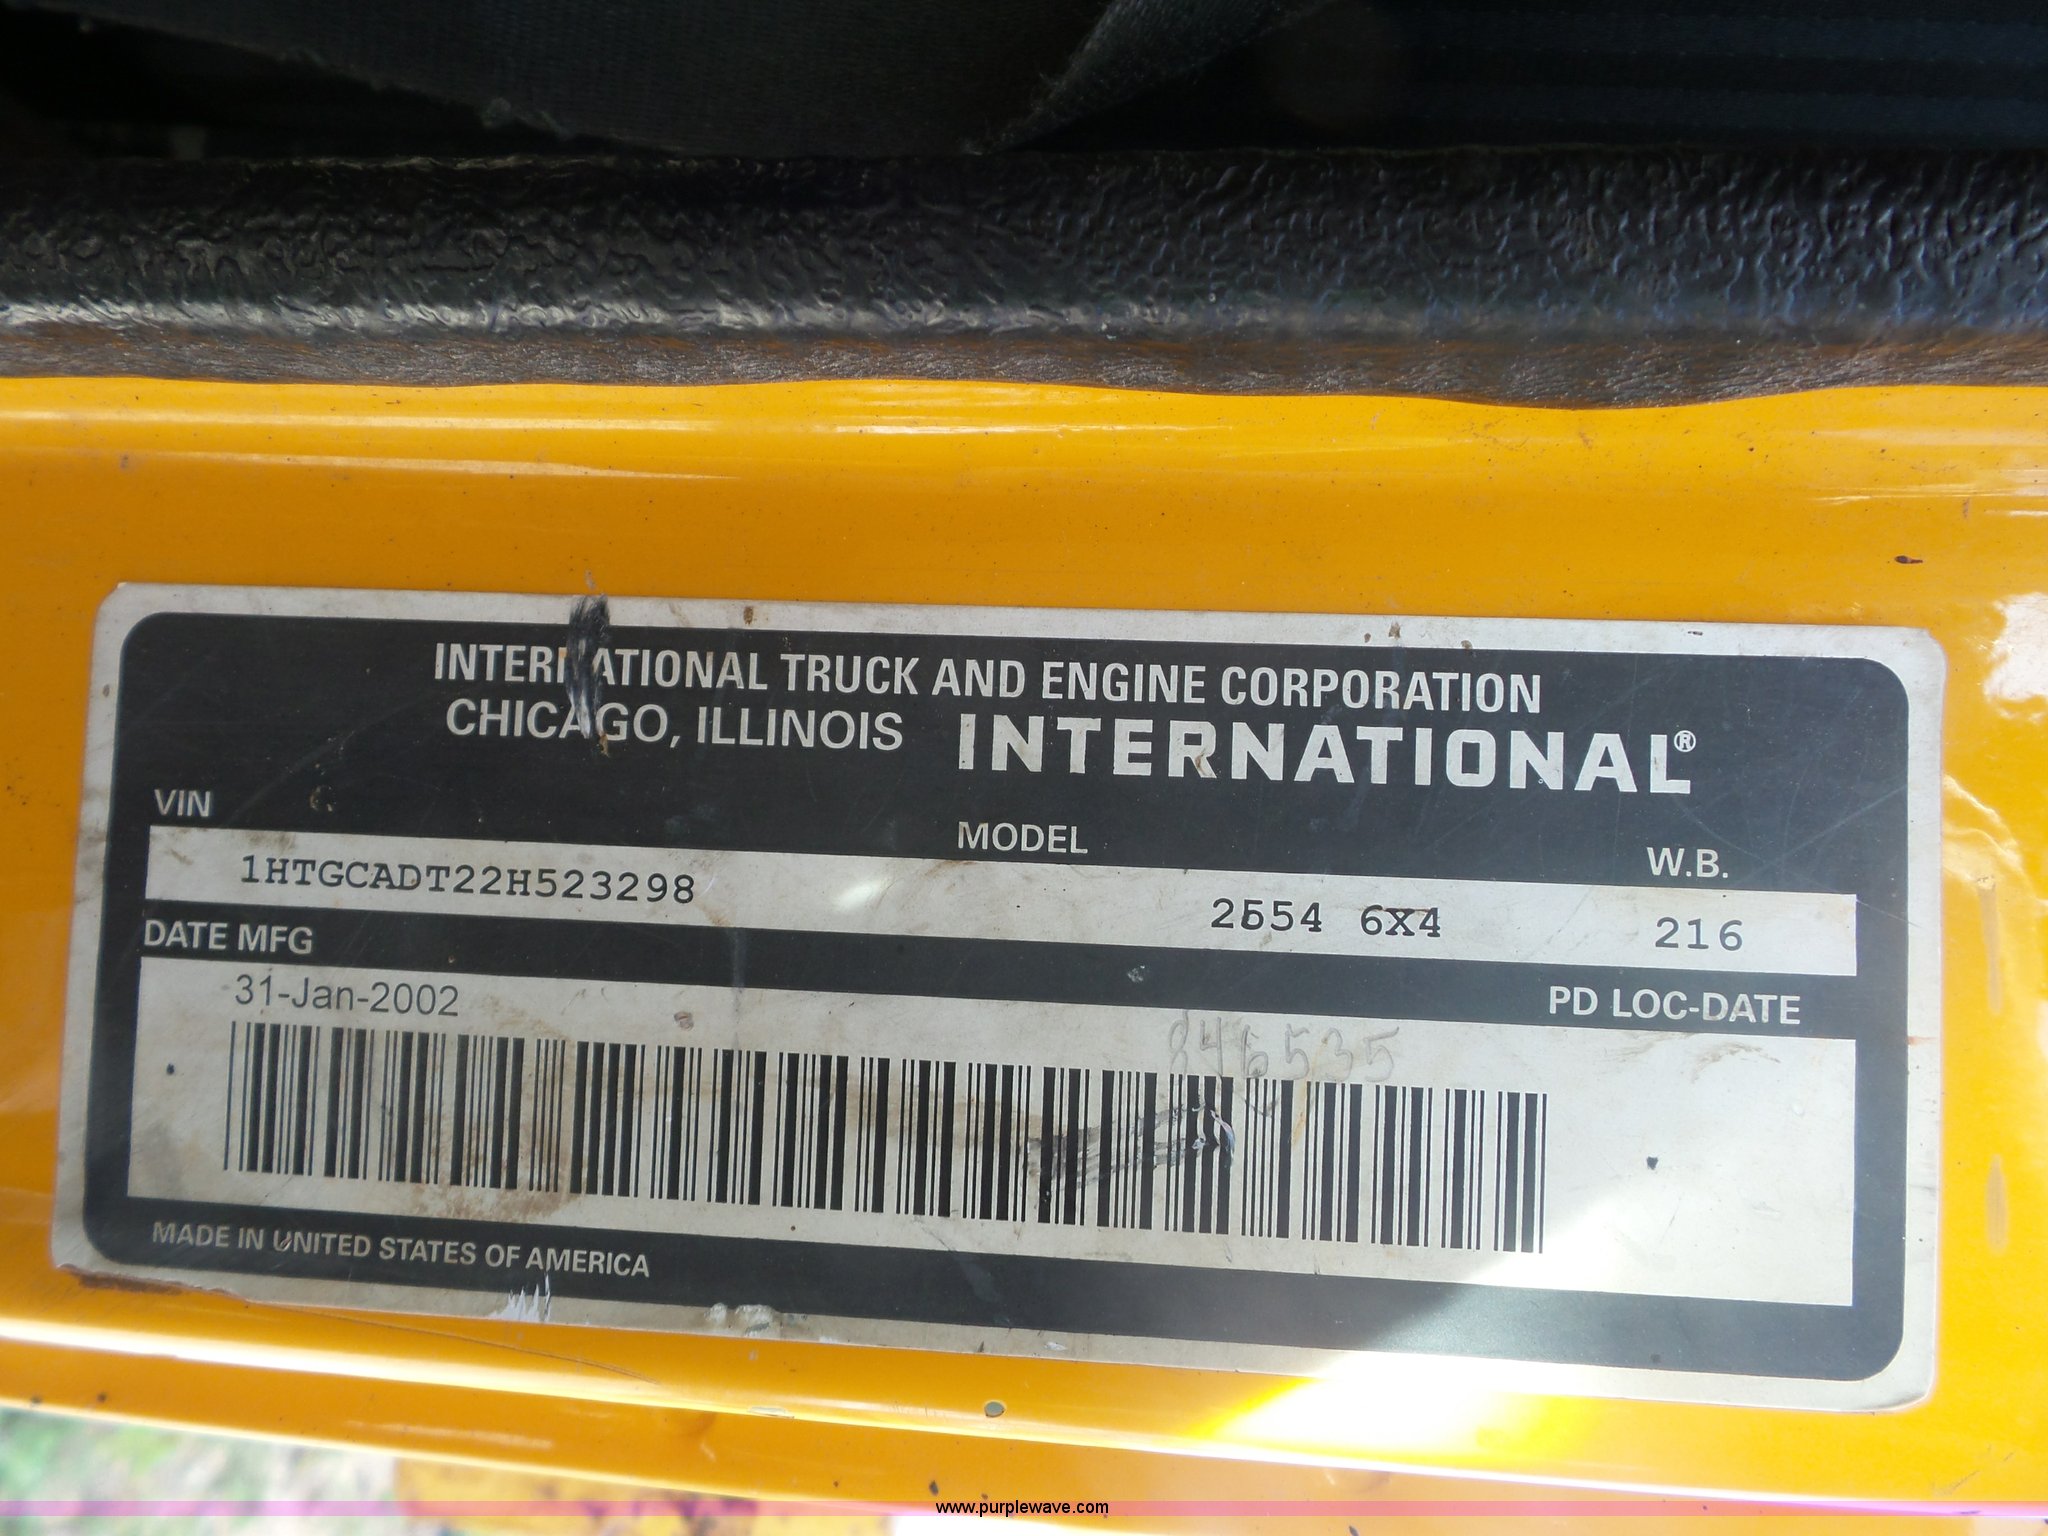 INTERNATIONAL TRUCK AND ENGINE CORPORATION
CHICAGO, ILLINOIS INTERNATIONAL®
VIN MODEL W.B.
1HTGCADT22H523298 2554 6X4 216
DATE MFG PD LOC-DATE
31-Jan-2002
846535
MADE IN UNITED STATES OF AMERICA
www.purplewave.com